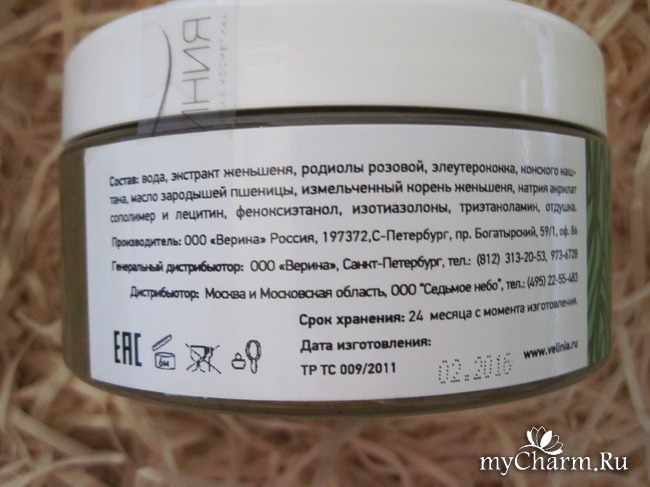 ЯИНИ
Состав: вода, экстракт женьшеня, родиолы розовой, элеутерококка, конского каш-
тана, масло зародышей пшеницы, измельченный корень женьшеня, натрия акрилат
сополимер и лецитин, феноксиэтанол, изотиазолоны, триэтаноламин, отдушка.
Производитель: ООО «Верина» Россия, 197372,С-Петербург, пр. Богатырский, 59/1, оф. 86
Генеральный дистрибьютор: ООО «Верина», Санкт-Петербург, тел.: (812) 313-20-53, 973-6728
Дистрибьютор: Москва и Московская область, ООО "Седьмое небо", тел.: (495) 22-55-483
Срок хранения: 24 месяца с момента изготовления.
Дата изготовления:
02.2016
www.velinia.ru
ТР ТС 009/2011
ЕАС
6М
myCharm.Ru